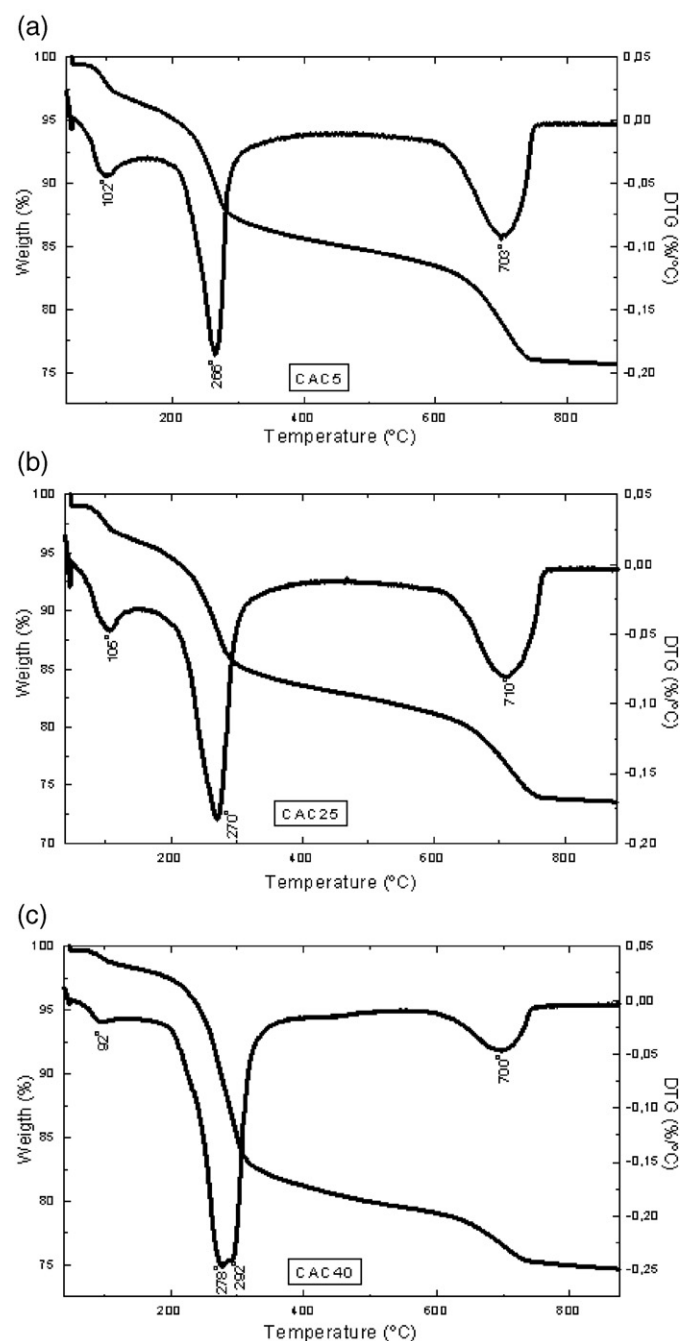 (a)
100
95
90
85
80
75
Weigth (%)
0,05
0,00
-0,05
-0,10
-0,15
-0,20
DTG (%/°C)
102°
266°
703°
CAC5
200 400 600 800
Temperature (°C)
(b)
100
95
90
85
80
75
70
Weigth (%)
0,05
0,00
-0,05
-0,10
-0,15
-0,20
DTG (%/°C)
105°
270°
710°
CAC25
200 400 600 800
Temperature (°C)
(c)
100
95
90
85
80
75
Weigth (%)
0,05
0,00
-0,05
-0,10
-0,15
-0,20
-0,25
DTG (%/°C)
92°
278°
292°
700°
CAC40
200 400 600 800
Temperature (°C)